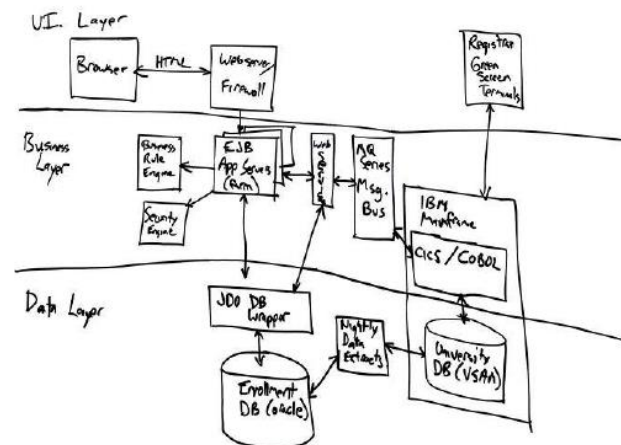 UI Layer
Browser
HTML
Webserver/
Firewall
Registrar
Green
Screen
Terminals
Business
Layer
Business
Rule
Engine
Security
Engine
EJB
App Servers
Web
MQ
Series
Msg.
Bus
IBM
Mainframe
CICS / COBOL
Data Layer
JDO DB
Wrapper
Nightly
Data
Extracts
Enrollment
DB (Oracle)
University
DB (VSAM)